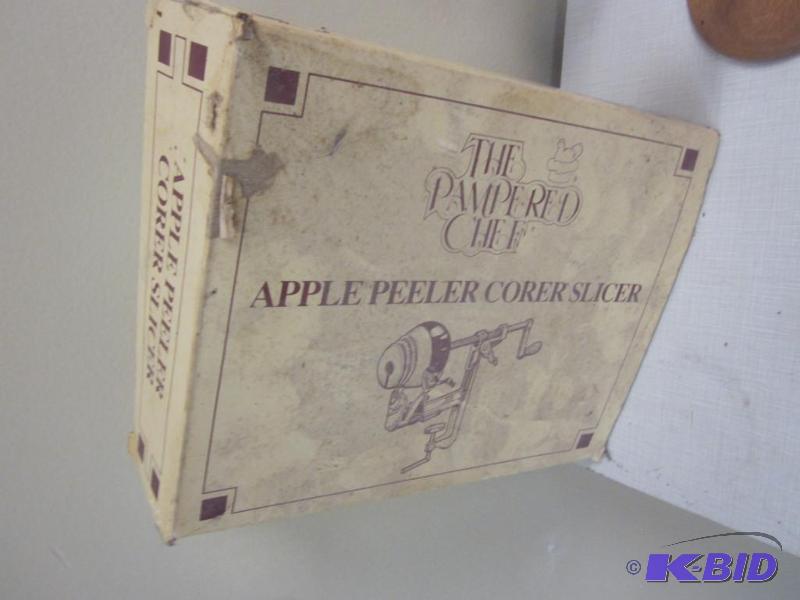 THE
PAMPERED
CHEF
APPLE PEELER CORER SLICER
APPLE PEELER
CORER SLICER
© K-BID